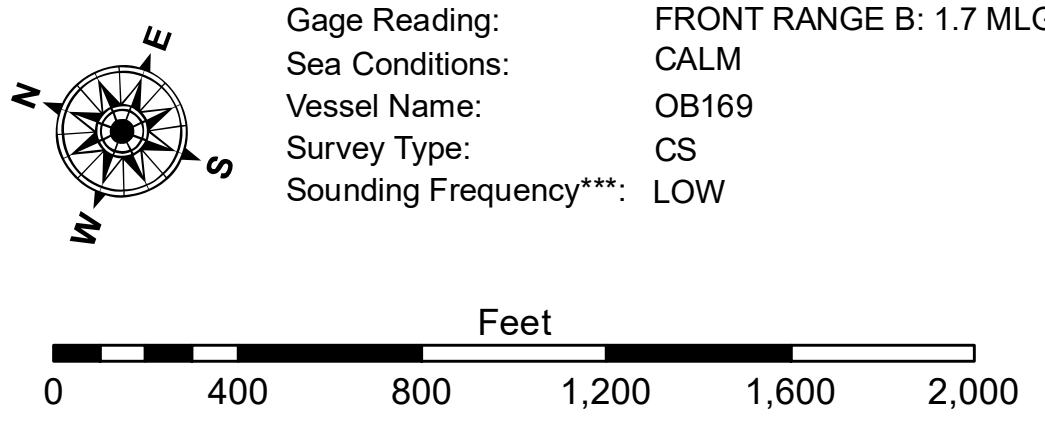 Gage Reading: FRONT RANGE B: 1.7 MLG
Sea Conditions: CALM
Vessel Name: OB169
Survey Type: CS
Sounding Frequency***: LOW
N
E
S
W
Feet
0 400 800 1,200 1,600 2,000